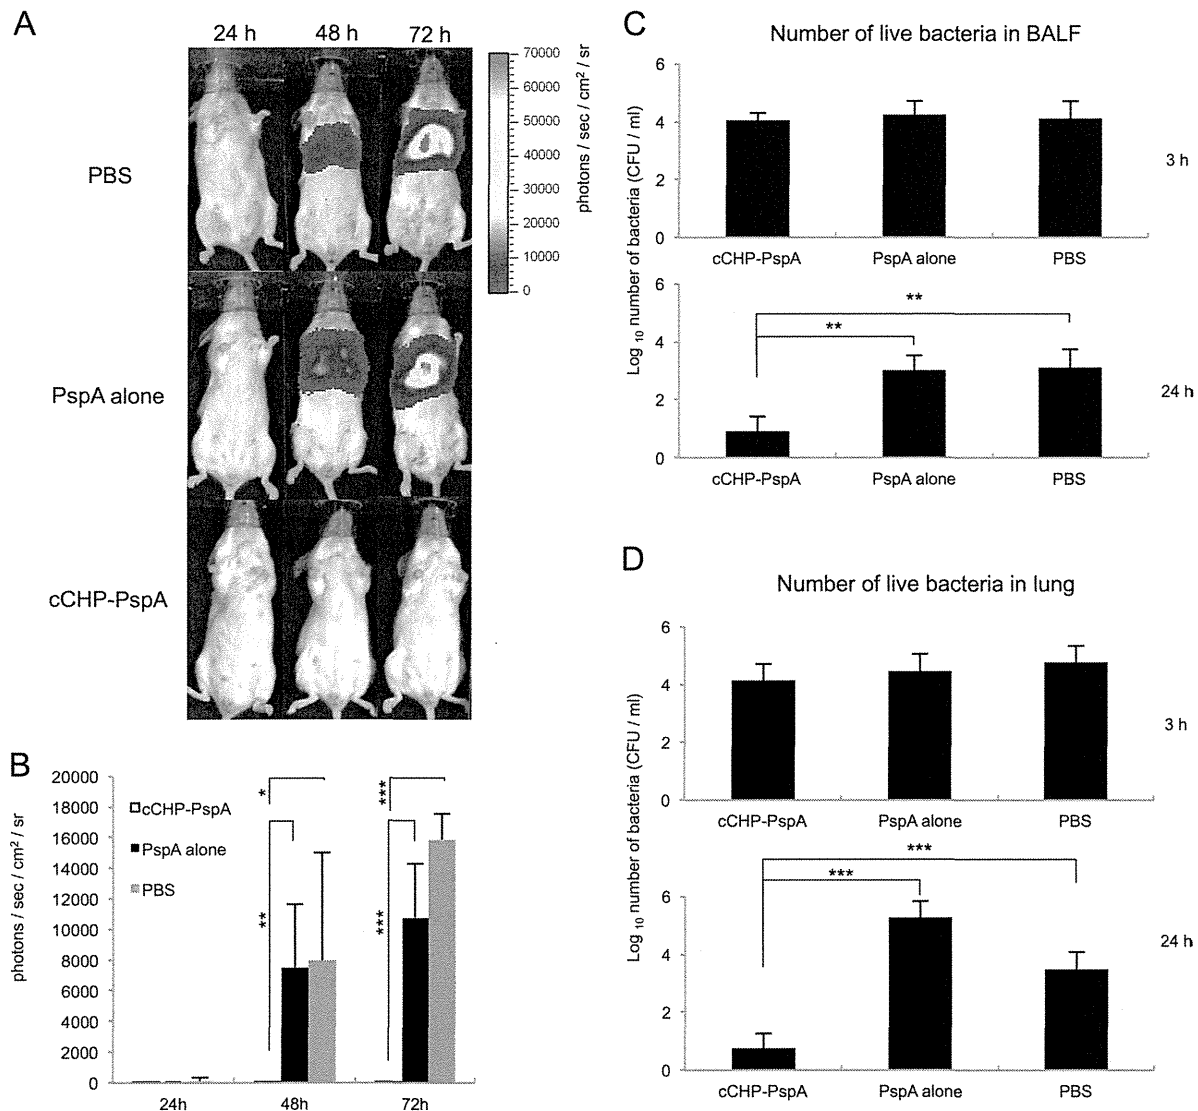 A
24 h 48 h 72 h
PBS
PspA alone
cCHP-PspA
70000
60000
50000
40000
30000
20000
10000
0
photons / sec / cm² / sr
B
20000
18000
16000
14000
12000
10000
8000
6000
4000
2000
0
photons / sec / cm² / sr
cCHP-PspA
PspA alone
PBS
*
**
***
***
24h 48h 72h
C
Number of live bacteria in BALF
6
4
2
0
cCHP-PspA PspA alone PBS
3 h
Log 10 number of bacteria (CFU / ml)
6
4
2
0
**
**
cCHP-PspA PspA alone PBS
24 h
D
Number of live bacteria in lung
6
4
2
0
cCHP-PspA PspA alone PBS
3 h
Log 10 number of bacteria (CFU / ml)
6
4
2
0
***
***
cCHP-PspA PspA alone PBS
24 h